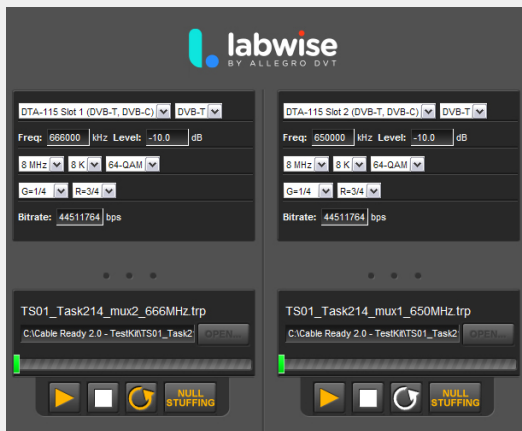 labwise
BY ALLEGRO DVT
DTA-115 Slot 1 (DVB-T, DVB-C) DVB-T
Freq: 666000 kHz Level: -10.0 dB
8 MHz 8 K 64-QAM
G=1/4 R=3/4
Bitrate: 44511764 bps
TS01_Task214_mux2_666MHz.trp
C:\Cable Ready 2.0 - TestKit\TS01_Task2 OPEN...
NULL
STUFFING
DTA-115 Slot 2 (DVB-T, DVB-C) DVB-T
Freq: 650000 kHz Level: -10.0 dB
8 MHz 8 K 64-QAM
G=1/4 R=3/4
Bitrate: 44511764 bps
TS01_Task214_mux1_650MHz.trp
C:\Cable Ready 2.0 - TestKit\TS01_Task2 OPEN...
NULL
STUFFING